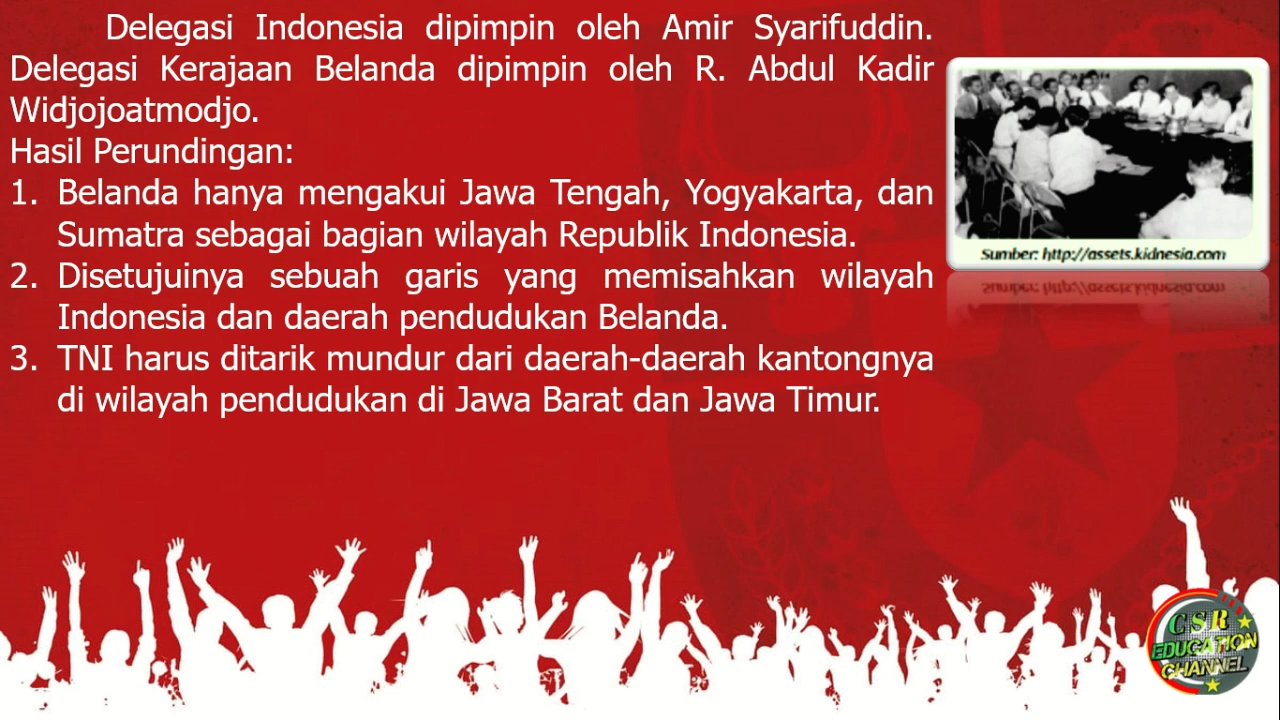 Delegasi Indonesia dipimpin oleh Amir Syarifuddin.
Delegasi Kerajaan Belanda dipimpin oleh R. Abdul Kadir
Widjojoatmodjo.
Hasil Perundingan:
1. Belanda hanya mengakui Jawa Tengah, Yogyakarta, dan
Sumatra sebagai bagian wilayah Republik Indonesia.
2. Disetujuinya sebuah garis yang memisahkan wilayah
Indonesia dan daerah pendudukan Belanda.
3. TNI harus ditarik mundur dari daerah-daerah kantongnya
di wilayah pendudukan di Jawa Barat dan Jawa Timur.
Sumber: http://assets.kidnesia.com
GSR
EDUCATION
CHANNEL